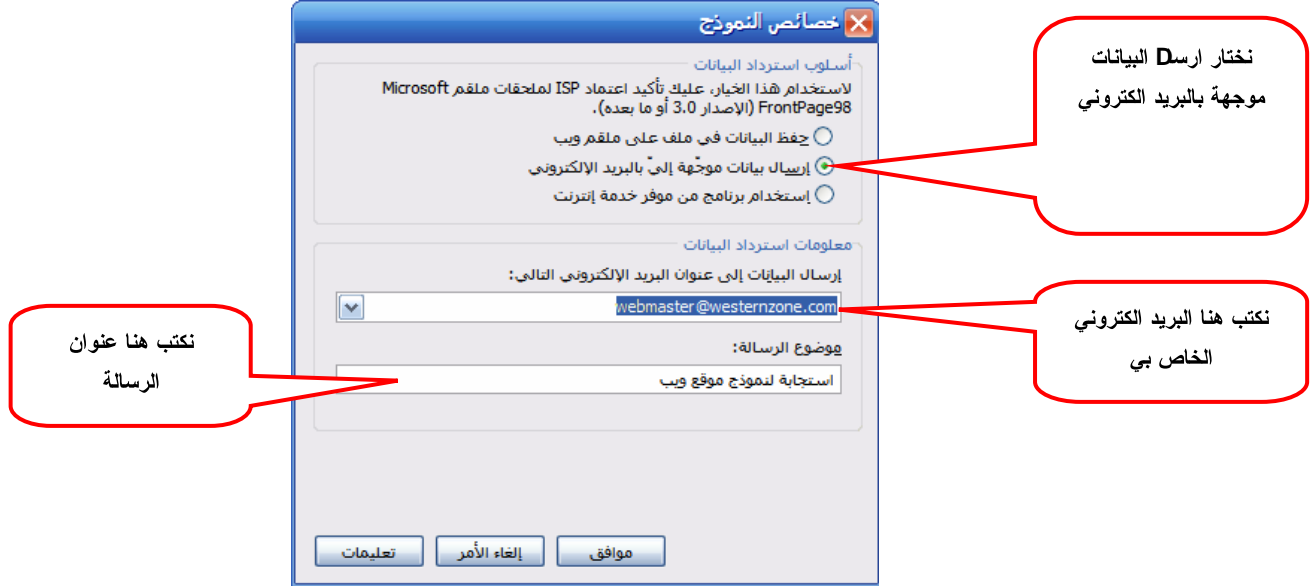 خصائص النموذج
أسلوب استرداد البيانات
لاستخدام هذا الخيار، عليك تأكيد اعتماد ISP لملحقات ملقم Microsoft
FrontPage98 (الإصدار 3.0 أو ما بعده).
حفظ البيانات في ملف على ملقم ويب
إرسال بيانات موجّهة إليّ بالبريد الإلكتروني
إستخدام برنامج من موفر خدمة إنترنت
معلومات استرداد البيانات
إرسال البيانات إلى عنوان البريد الإلكتروني التالي:
webmaster@westernzone.com
موضوع الرسالة:
استجابة لنموذج موقع ويب
موافق
إلغاء الأمر
تعليمات
نختار ارسD البيانات
موجهة بالبريد الكتروني
نكتب هنا البريد الكتروني
الخاص بي
نكتب هنا عنوان
الرسالة